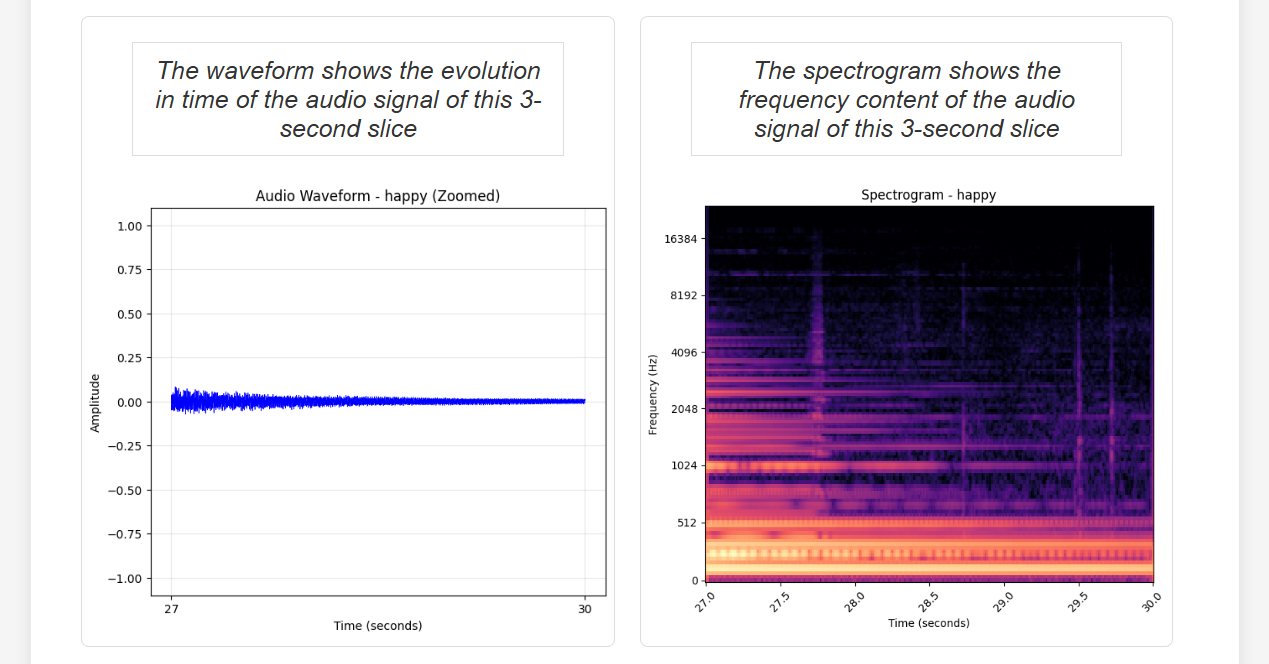 The waveform shows the evolution
in time of the audio signal of this 3-
second slice
Audio Waveform - happy (Zoomed)
1.00
0.75
0.50
0.25
0.00
−0.25
−0.50
−0.75
−1.00
Amplitude
27
30
Time (seconds)
The spectrogram shows the
frequency content of the audio
signal of this 3-second slice
Spectrogram - happy
16384
8192
4096
2048
1024
512
0
Frequency (Hz)
27.0
27.5
28.0
28.5
29.0
29.5
30.0
Time (seconds)